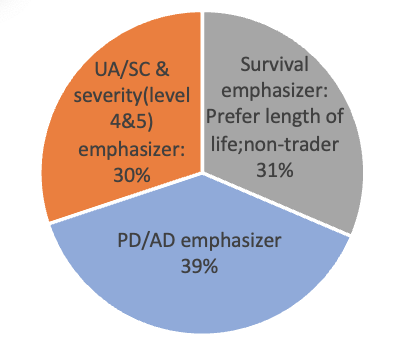 UA/SC &
severity(level
4&5)
emphasizer:
30%
Survival
emphasizer:
Prefer length of
life;non-trader
31%
PD/AD emphasizer
39%